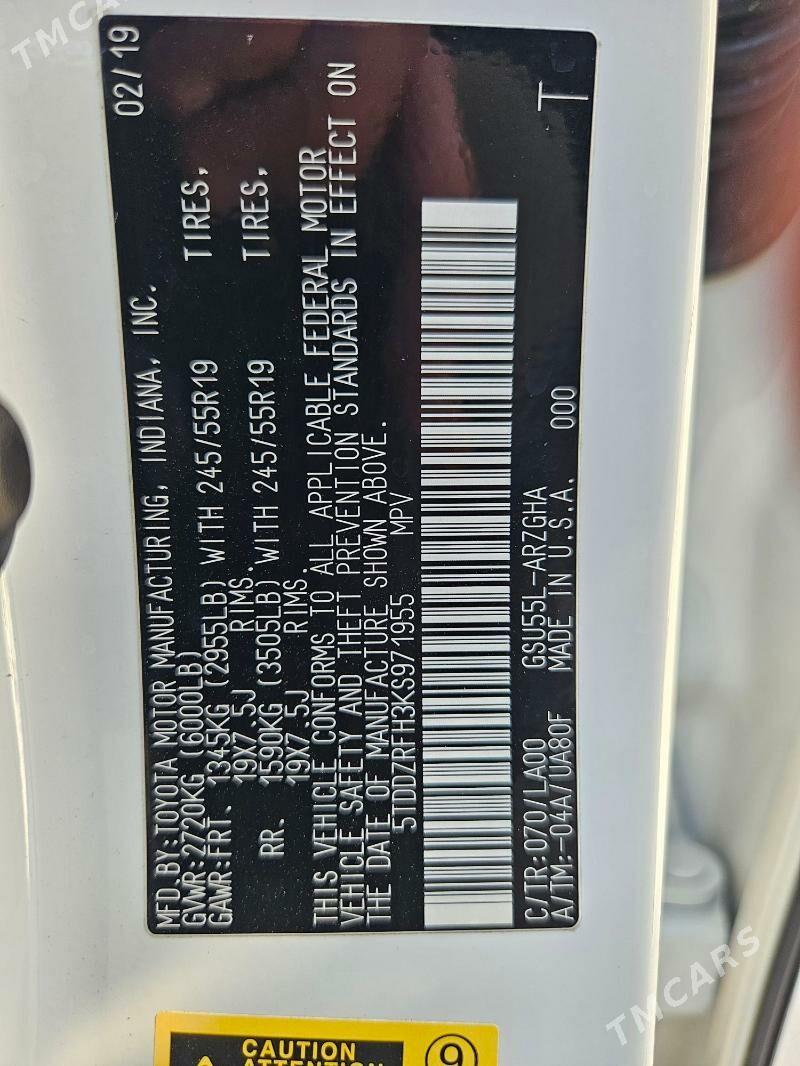 TMCARS
MFD.BY:TOYOTA MOTOR MANUFACTURING, INDIANA, INC. 02/19
GVWR:2720KG (6000LB)
GAWR:FRT. 1345KG (2955LB) WITH 245/55R19 TIRES,
19X7.5J RIMS.
RR. 1590KG (3505LB) WITH 245/55R19 TIRES,
19X7.5J RIMS.
THIS VEHICLE CONFORMS TO ALL APPLICABLE FEDERAL MOTOR
VEHICLE SAFETY AND THEFT PREVENTION STANDARDS IN EFFECT ON
THE DATE OF MANUFACTURE SHOWN ABOVE.
5TDDZRFH3KS971955 MPV
C/TR:070/LA00 GSU55L-ARZGHA
A/TM:-04A/UA80F MADE IN U.S.A. 000 T
CAUTION
ATTENTION
9
TMCARS